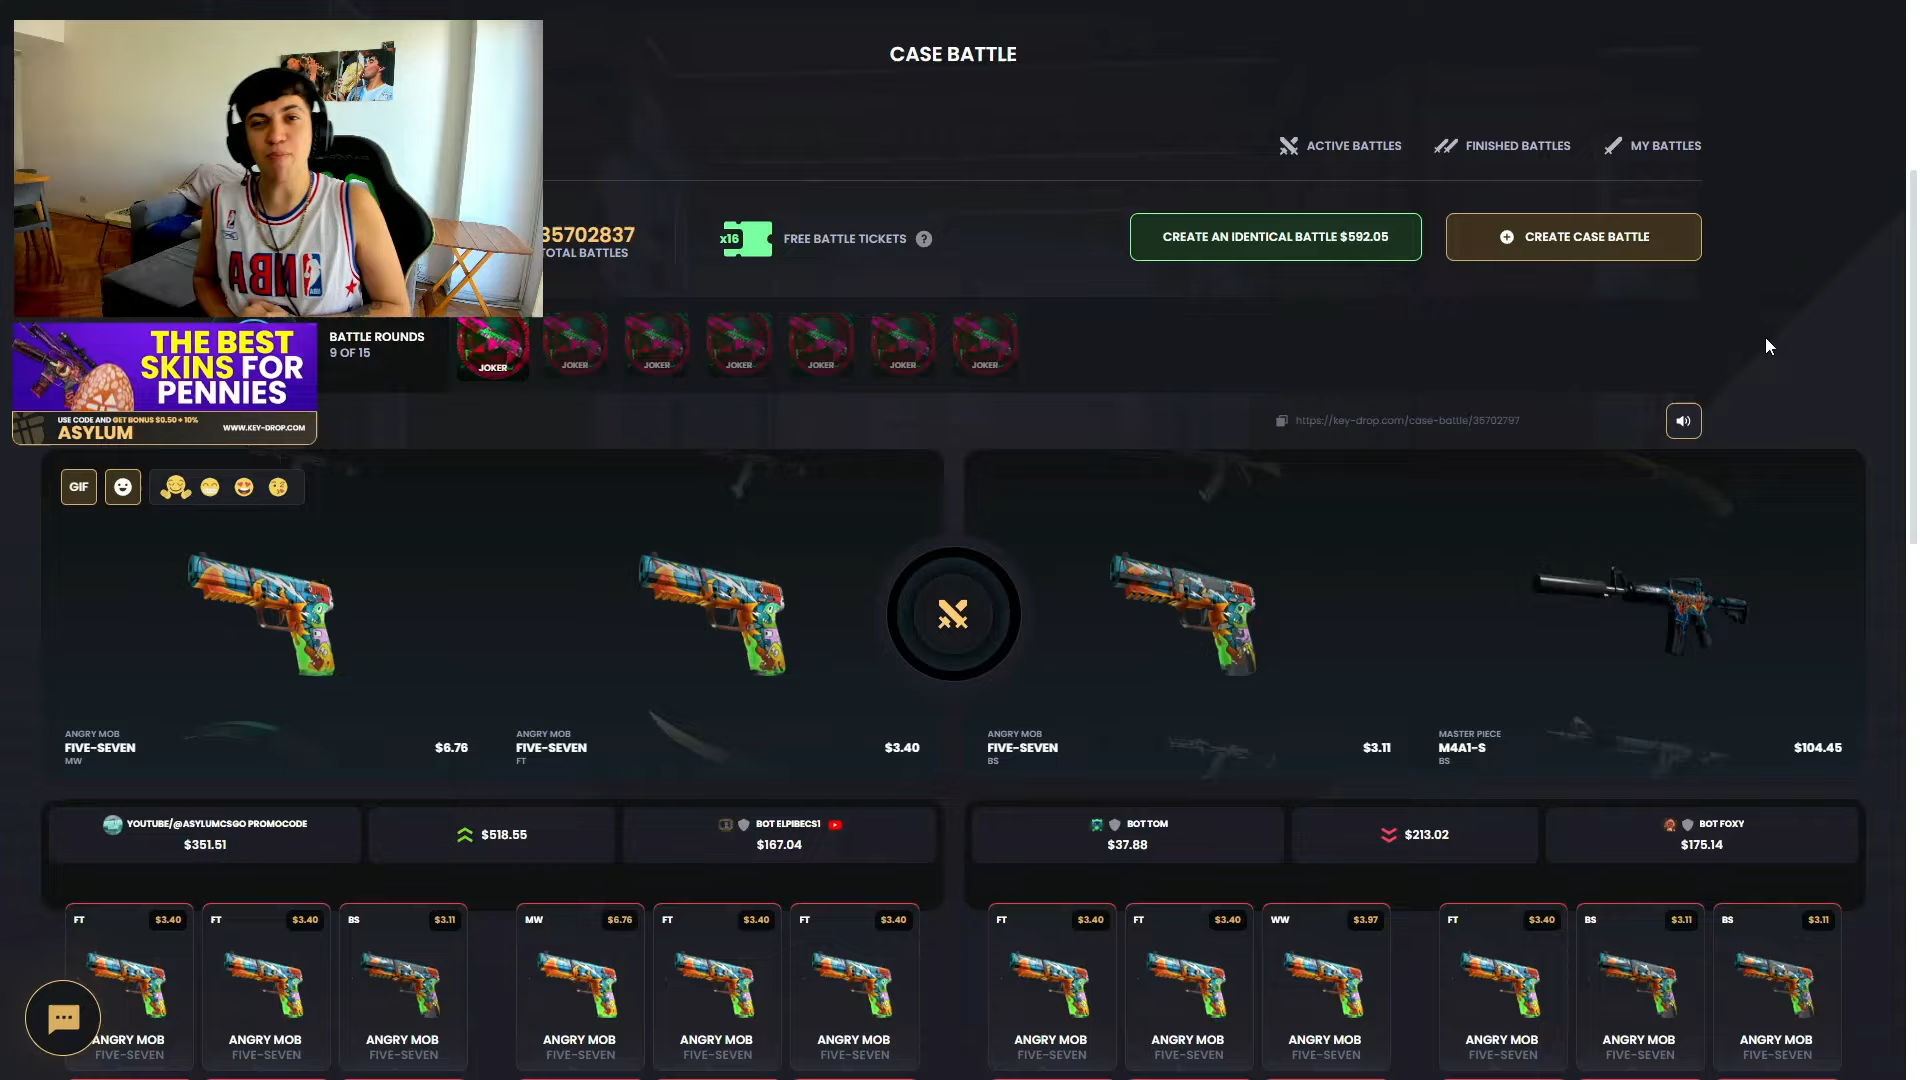 CASE BATTLE
ACTIVE BATTLES
FINISHED BATTLES
MY BATTLES
NBA
35702837
TOTAL BATTLES
x16
FREE BATTLE TICKETS ?
CREATE AN IDENTICAL BATTLE $592.05
CREATE CASE BATTLE
THE BEST
SKINS FOR
PENNIES
USE CODE AND GET BONUS $0.50 + 10%
ASYLUM
WWW.KEY-DROP.COM
BATTLE ROUNDS
9 OF 15
JOKER
JOKER
JOKER
JOKER
JOKER
JOKER
JOKER
https://key-drop.com/case-battle/35702797
GIF
ANGRY MOB
FIVE-SEVEN
MW
$6.76
ANGRY MOB
FIVE-SEVEN
FT
$3.40
ANGRY MOB
FIVE-SEVEN
BS
$3.11
MASTER PIECE
M4A1-S
BS
$104.45
YOUTUBE/@ASYLUMCSGO PROMOCODE
$351.51
$518.55
BOT ELPIBECS1
$167.04
BOT TOM
$37.88
$213.02
BOT FOXY
$175.14
FT $3.40
FT $3.40
BS $3.11
MW $6.76
FT $3.40
FT $3.40
FT $3.40
FT $3.40
WW $3.97
FT $3.40
BS $3.11
BS $3.11
ANGRY MOB
FIVE-SEVEN
ANGRY MOB
FIVE-SEVEN
ANGRY MOB
FIVE-SEVEN
ANGRY MOB
FIVE-SEVEN
ANGRY MOB
FIVE-SEVEN
ANGRY MOB
FIVE-SEVEN
ANGRY MOB
FIVE-SEVEN
ANGRY MOB
FIVE-SEVEN
ANGRY MOB
FIVE-SEVEN
ANGRY MOB
FIVE-SEVEN
ANGRY MOB
FIVE-SEVEN
ANGRY MOB
FIVE-SEVEN